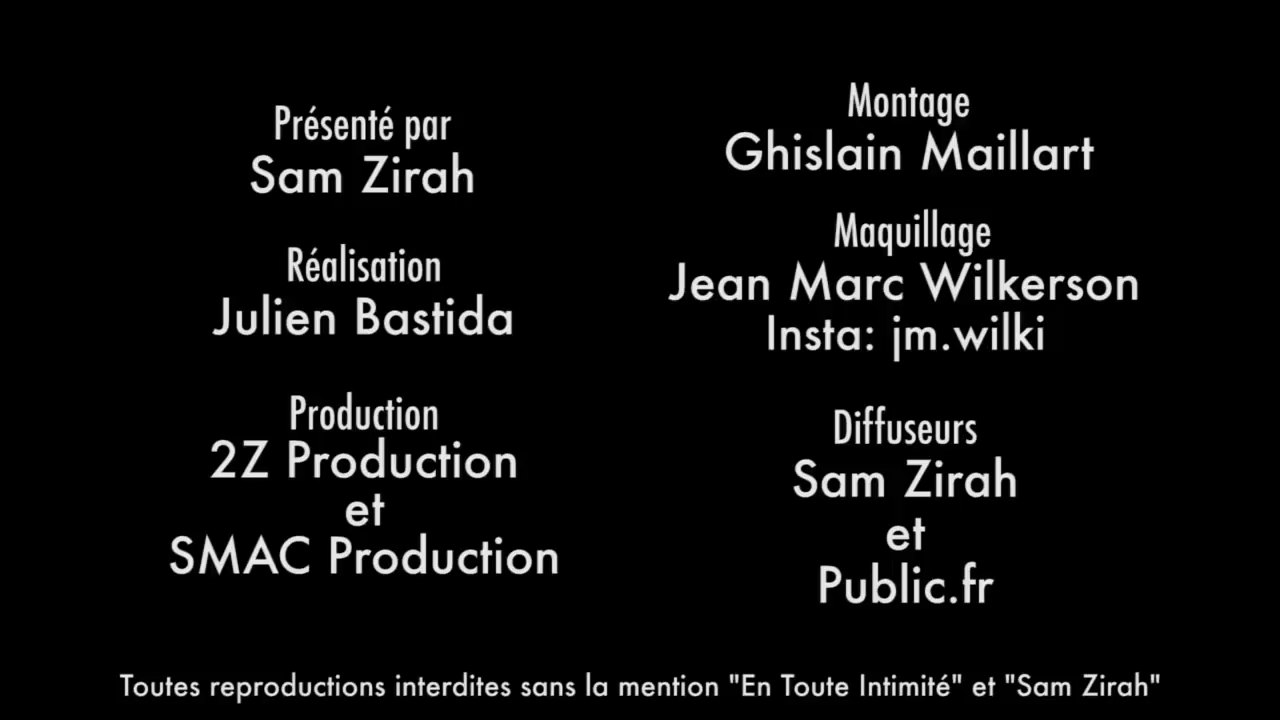 Présenté par
Sam Zirah
Réalisation
Julien Bastida
Production
2Z Production
et
SMAC Production
Montage
Ghislain Maillart
Maquillage
Jean Marc Wilkerson
Insta: jm.wilki
Diffuseurs
Sam Zirah
et
Public.fr
Toutes reproductions interdites sans la mention "En Toute Intimité" et "Sam Zirah"